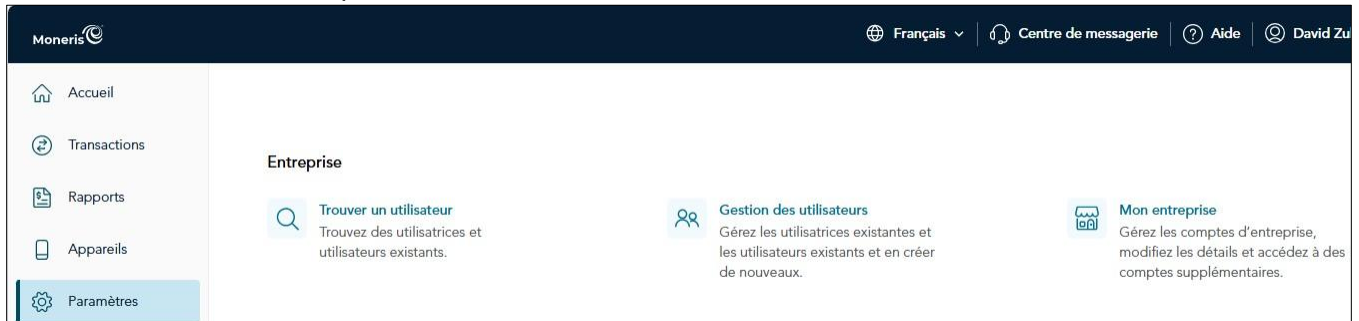 Moneris
Français
Centre de messagerie
Aide
David Zu
Accueil
Transactions
Rapports
Appareils
Paramètres
Entreprise
Trouver un utilisateur
Trouvez des utilisatrices et
utilisateurs existants.
Gestion des utilisateurs
Gérez les utilisatrices existantes et
les utilisateurs existants et en créer
de nouveaux.
Mon entreprise
Gérez les comptes d'entreprise,
modifiez les détails et accédez à des
comptes supplémentaires.